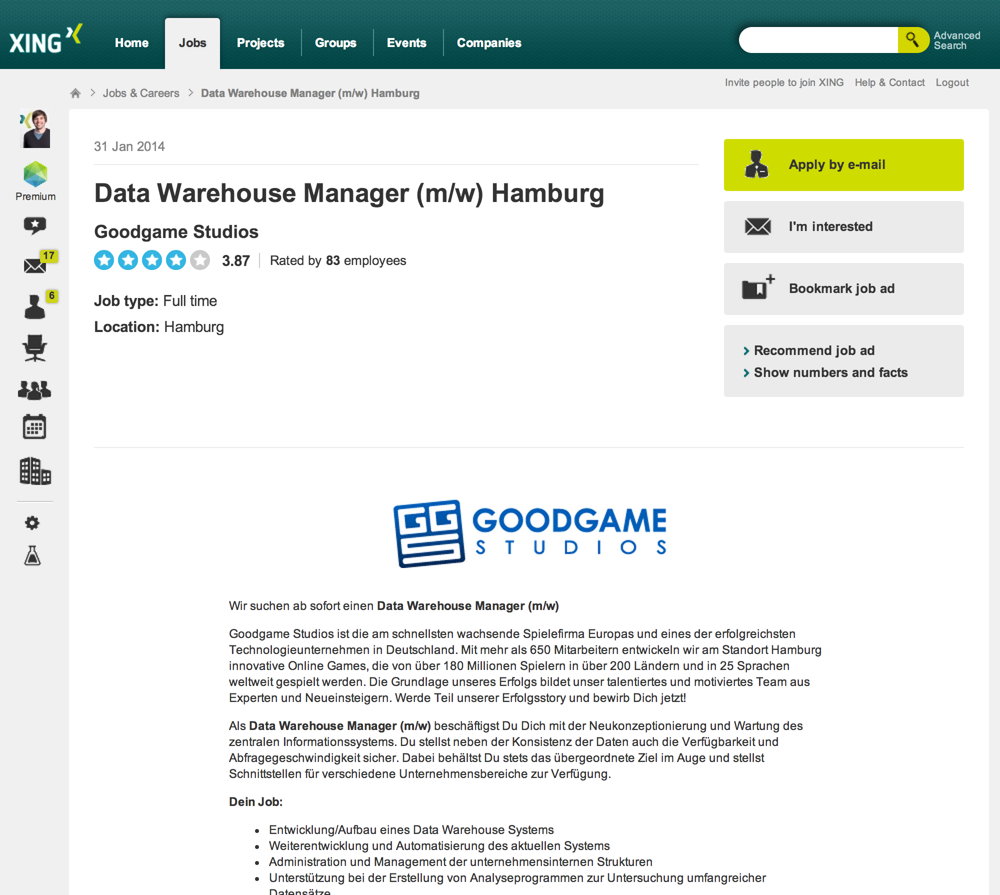 XING
Home
Jobs
Projects
Groups
Events
Companies
Advanced
Search
Invite people to join XING
Help & Contact
Logout
Jobs & Careers
Data Warehouse Manager (m/w) Hamburg
Premium
17
6
31 Jan 2014
Data Warehouse Manager (m/w) Hamburg
Goodgame Studios
3.87
Rated by 83 employees
Job type: Full time
Location: Hamburg
Apply by e-mail
I'm interested
Bookmark job ad
Recommend job ad
Show numbers and facts
GGS
GOODGAME
STUDIOS
Wir suchen ab sofort einen Data Warehouse Manager (m/w)
Goodgame Studios ist die am schnellsten wachsende Spielefirma Europas und eines der erfolgreichsten
Technologieunternehmen in Deutschland. Mit mehr als 650 Mitarbeitern entwickeln wir am Standort Hamburg
innovative Online Games, die von über 180 Millionen Spielern in über 200 Ländern und in 25 Sprachen
weltweit gespielt werden. Die Grundlage unseres Erfolgs bildet unser talentiertes und motiviertes Team aus
Experten und Neueinsteigern. Werde Teil unserer Erfolgsstory und bewirb Dich jetzt!
Als Data Warehouse Manager (m/w) beschäftigst Du Dich mit der Neukonzeptionierung und Wartung des
zentralen Informationssystems. Du stellst neben der Konsistenz der Daten auch die Verfügbarkeit und
Abfragegeschwindigkeit sicher. Dabei behältst Du stets das übergeordnete Ziel im Auge und stellst
Schnittstellen für verschiedene Unternehmensbereiche zur Verfügung.
Dein Job:
• Entwicklung/Aufbau eines Data Warehouse Systems
• Weiterentwicklung und Automatisierung des aktuellen Systems
• Administration und Management der unternehmensinternen Strukturen
• Unterstützung bei der Erstellung von Analyseprogrammen zur Untersuchung umfangreicher
Datensätze